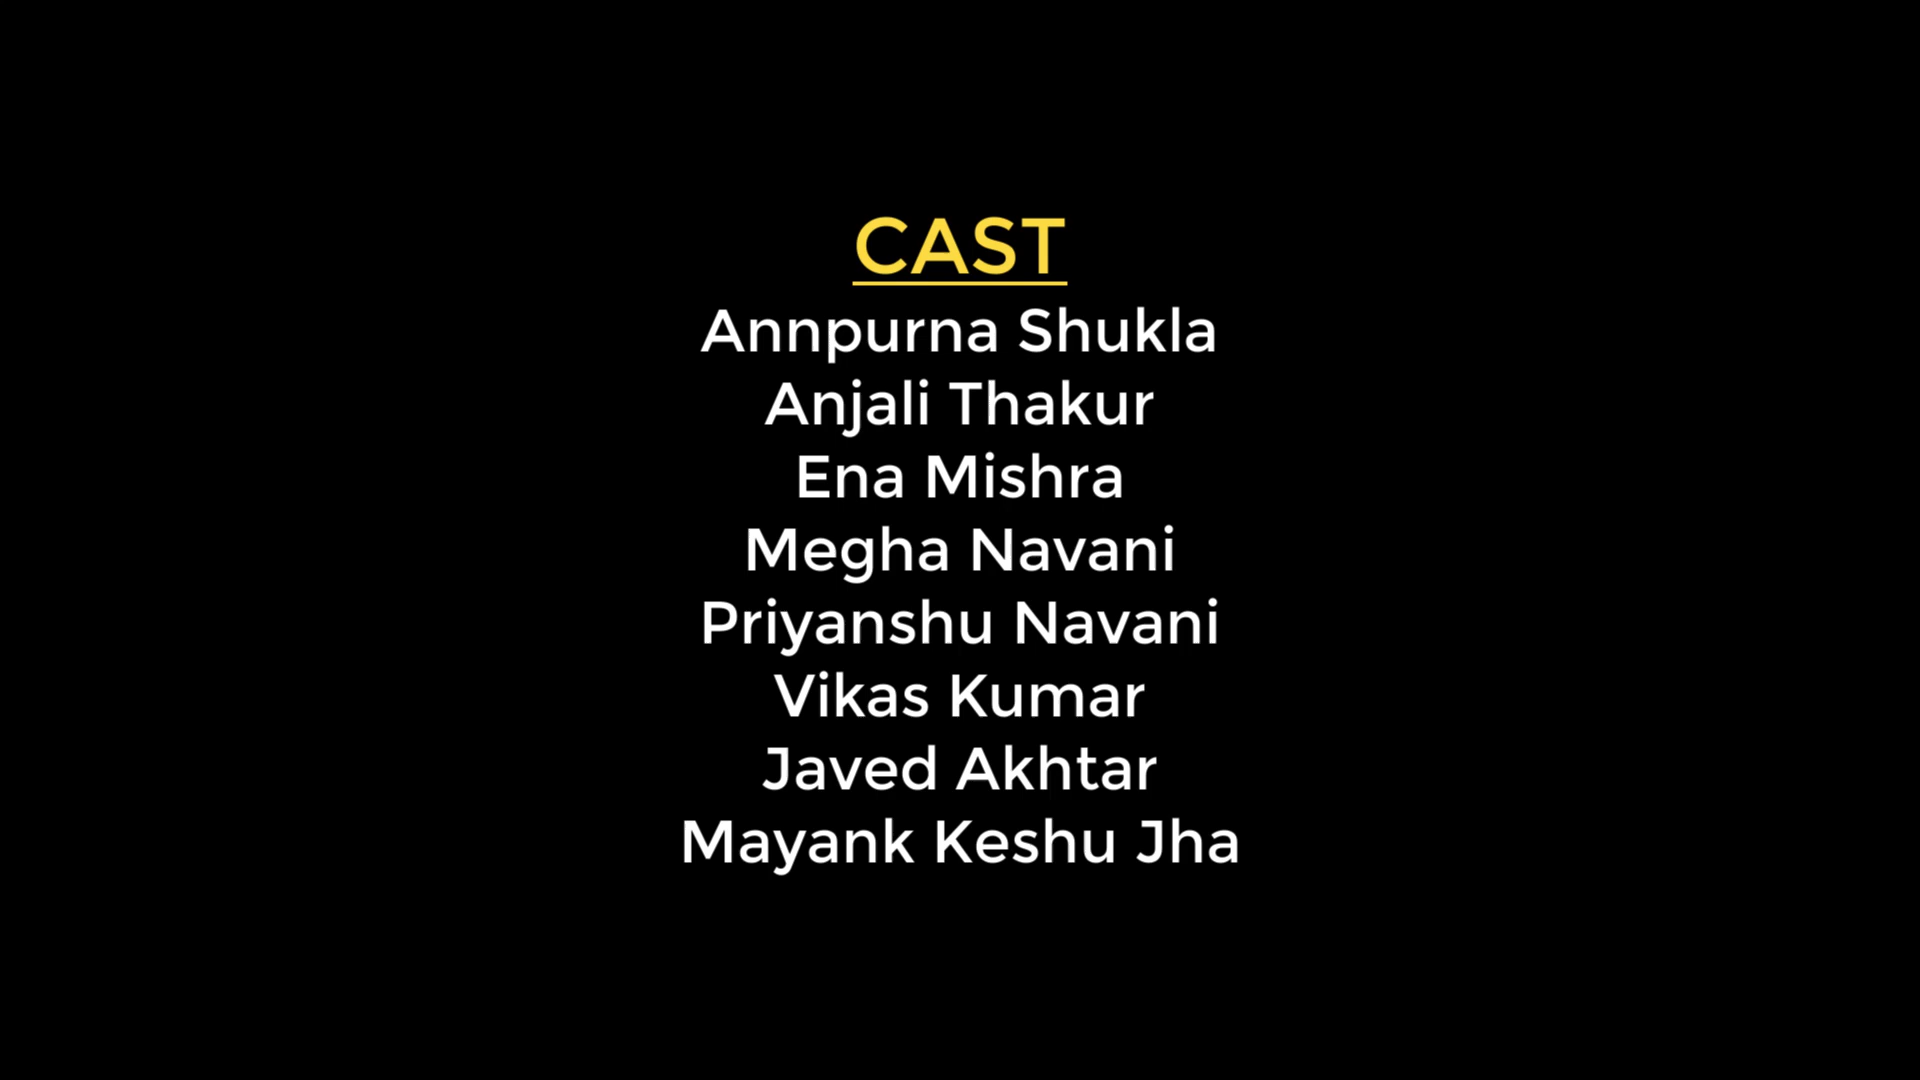 CAST
Annpurna Shukla
Anjali Thakur
Ena Mishra
Megha Navani
Priyanshu Navani
Vikas Kumar
Javed Akhtar
Mayank Keshu Jha